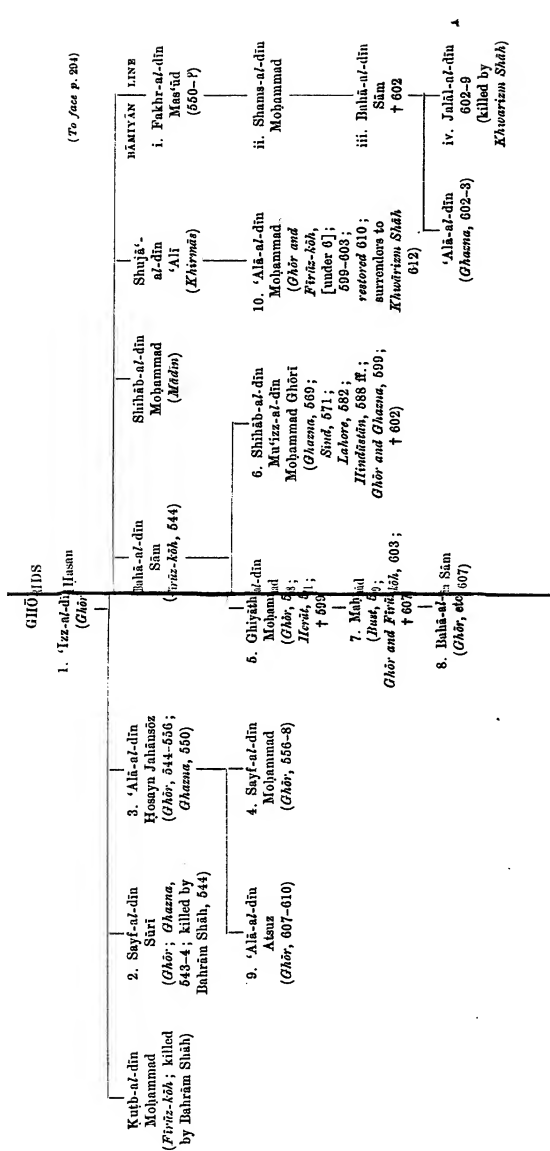 (To face p. 294)
GHŌRIDS
1. ‘Izz-al-dīn Ḥasan
(Ghōr)
Ḳuṭb-al-dīn
Moḥammad
(Fīrūz-kōh; killed
by Bahrām Shāh)
2. Sayf-al-dīn
Sūrī
(Ghōr; Ghazna,
543-4; killed by
Bahrām Shāh, 544)
3. ‘Alā-al-dīn
Ḥosayn Jahānsōz
(Ghōr, 544-556;
Ghazna, 550)
Bahā-al-dīn
Sām
(Fīrūz-kōh, 544)
Shihāb-al-dīn
Moḥammad
(Mādīn)
Shujā‘-
al-dīn
‘Alī
(Khirmās)
BĀMIYĀN LINE
i. Fakhr-al-dīn
Mas‘ūd
(550-?)
9. ‘Alā-al-dīn
Atsuz
(Ghōr, 607-610)
4. Sayf-al-dīn
Moḥammad
(Ghōr, 556-8)
5. Ghiyāth-al-dīn
Moḥammad
(Ghōr,
Herāt,
† 599
6. Shihāb-al-dīn
Mu‘izz-al-dīn
Moḥammad Ghōrī
(Ghazna, 569;
Sind, 571;
Lahore, 582;
Hindūstān, 588 ff.;
Ghōr and Ghazna, 599;
† 602)
10. ‘Alā-al-dīn
Moḥammad
(Ghōr and
Fīrūz-kōh,
[under 6];
599-603;
restored 610;
surrenders to
Khwārizm Shāh
612)
ii. Shams-al-dīn
Moḥammad
7. Maḥmūd
(Bust,
Ghōr and Fīrūz-kōh, 603;
† 607
iii. Bahā-al-dīn
Sām
† 602
8. Bahā-al-dīn Sām
(Ghōr, etc. 607)
‘Alā-al-dīn
(Ghazna, 602-3)
iv. Jalāl-al-dīn
602-9
(killed by
Khwārizm Shāh)